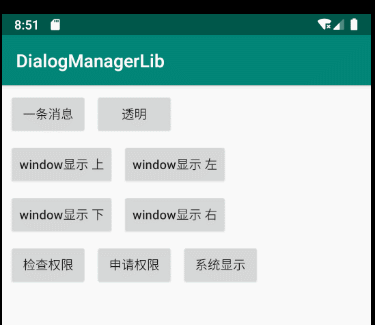 8:51
DialogManagerLib
一条消息 透明
window显示 上 window显示 左
window显示 下 window显示 右
检查权限 申请权限 系统显示